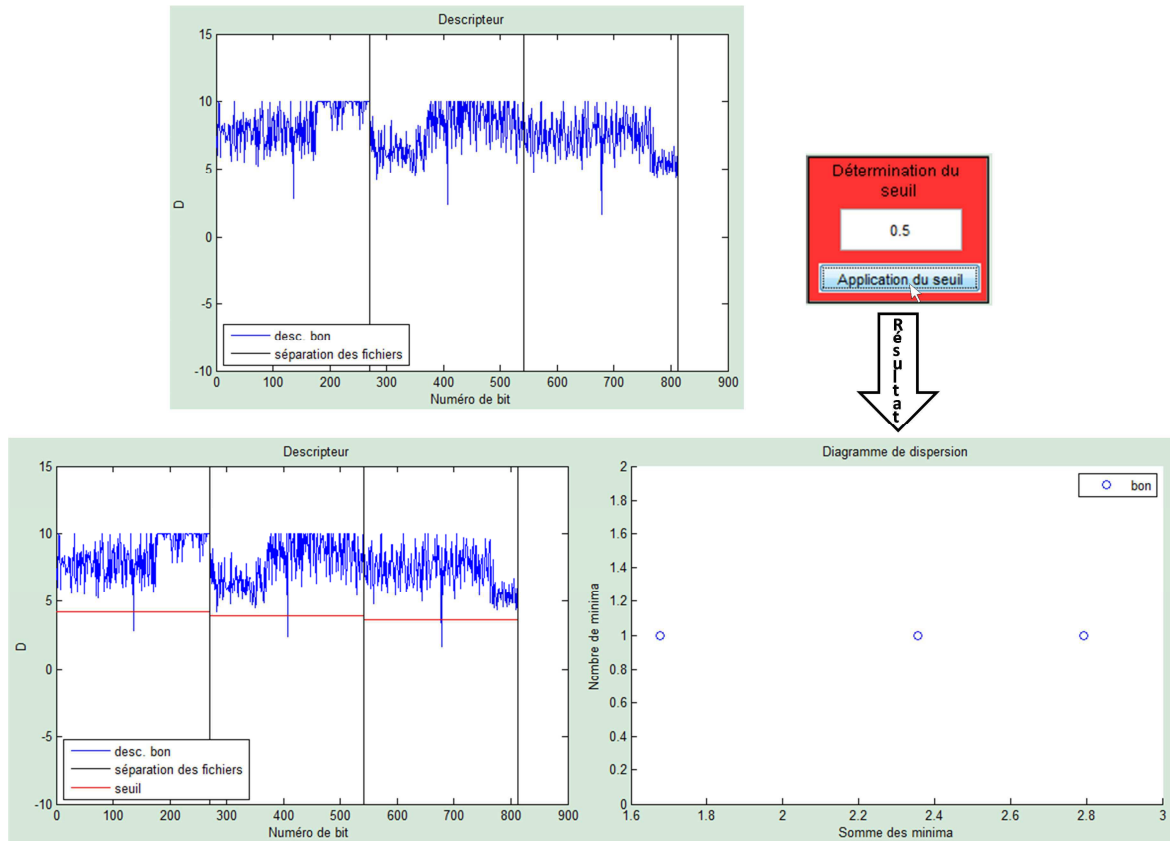 Descripteur
15
10
5
0
-5
-10
D
desc. bon
séparation des fichiers
0 100 200 300 400 500 600 700 800 900
Numéro de bit
Détermination du
seuil
0.5
Application du seuil
Résultat
Descripteur
15
10
5
0
-5
-10
D
desc. bon
séparation des fichiers
seuil
0 100 200 300 400 500 600 700 800 900
Numéro de bit
Diagramme de dispersion
2
1.8
1.6
1.4
1.2
1
0.8
0.6
0.4
0.2
0
Nombre de minima
bon
1.6 1.8 2 2.2 2.4 2.6 2.8 3
Somme des minima